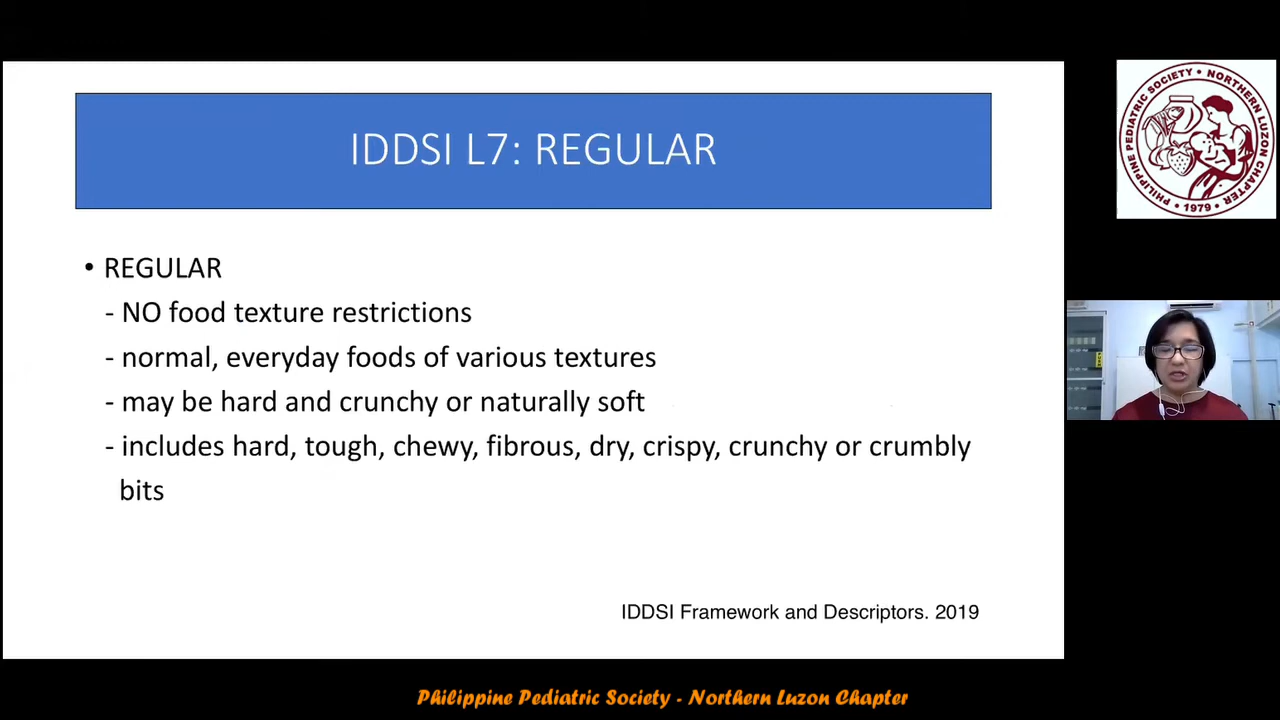 IDDSI L7: REGULAR
• REGULAR
- NO food texture restrictions
- normal, everyday foods of various textures
- may be hard and crunchy or naturally soft
- includes hard, tough, chewy, fibrous, dry, crispy, crunchy or crumbly
bits
IDDSI Framework and Descriptors. 2019
PHILIPPINE PEDIATRIC SOCIETY • NORTHERN LUZON CHAPTER
• 1979 •
Philippine Pediatric Society - Northern Luzon Chapter